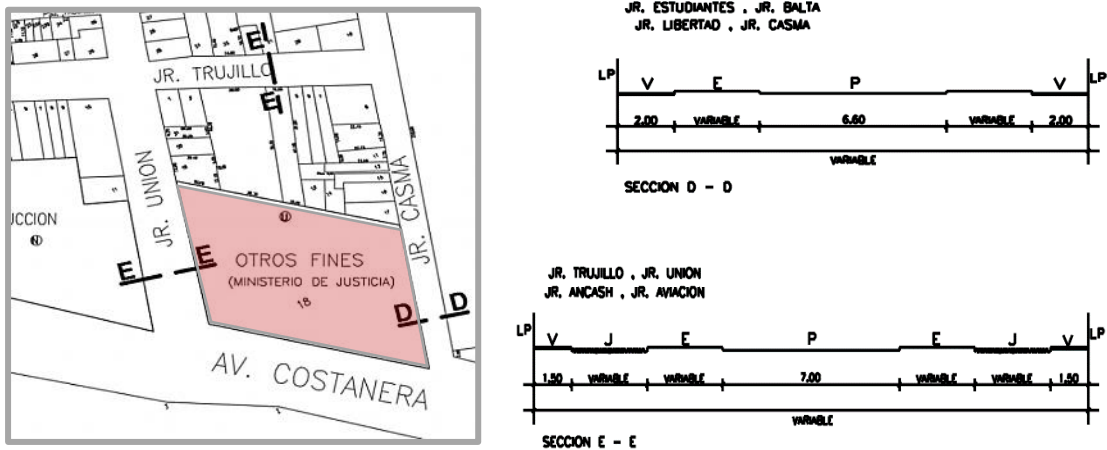 JR. TRUJILLO
E
E
JR. UNION
JR. CASMA
UCCION
N
U
OTROS FINES
(MINISTERIO DE JUSTICIA)
18
E
E
D
D
AV. COSTANERA
JR. ESTUDIANTES , JR. BALTA
JR. LIBERTAD , JR. CASMA
LP
V
E
P
V
LP
2.00
VARIABLE
6.60
VARIABLE
2.00
VARIABLE
SECCION D - D
JR. TRUJILLO , JR. UNION
JR. ANCASH , JR. AVIACION
LP
V
J
E
P
E
J
V
LP
1.50
VARIABLE
VARIABLE
7.00
VARIABLE
VARIABLE
1.50
VARIABLE
SECCION E - E